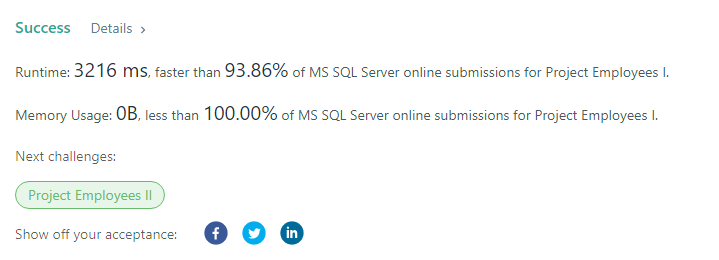 Success Details >
Runtime: 3216 ms, faster than 93.86% of MS SQL Server online submissions for Project Employees I.
Memory Usage: 0B, less than 100.00% of MS SQL Server online submissions for Project Employees I.
Next challenges:
Project Employees II
Show off your acceptance: f in